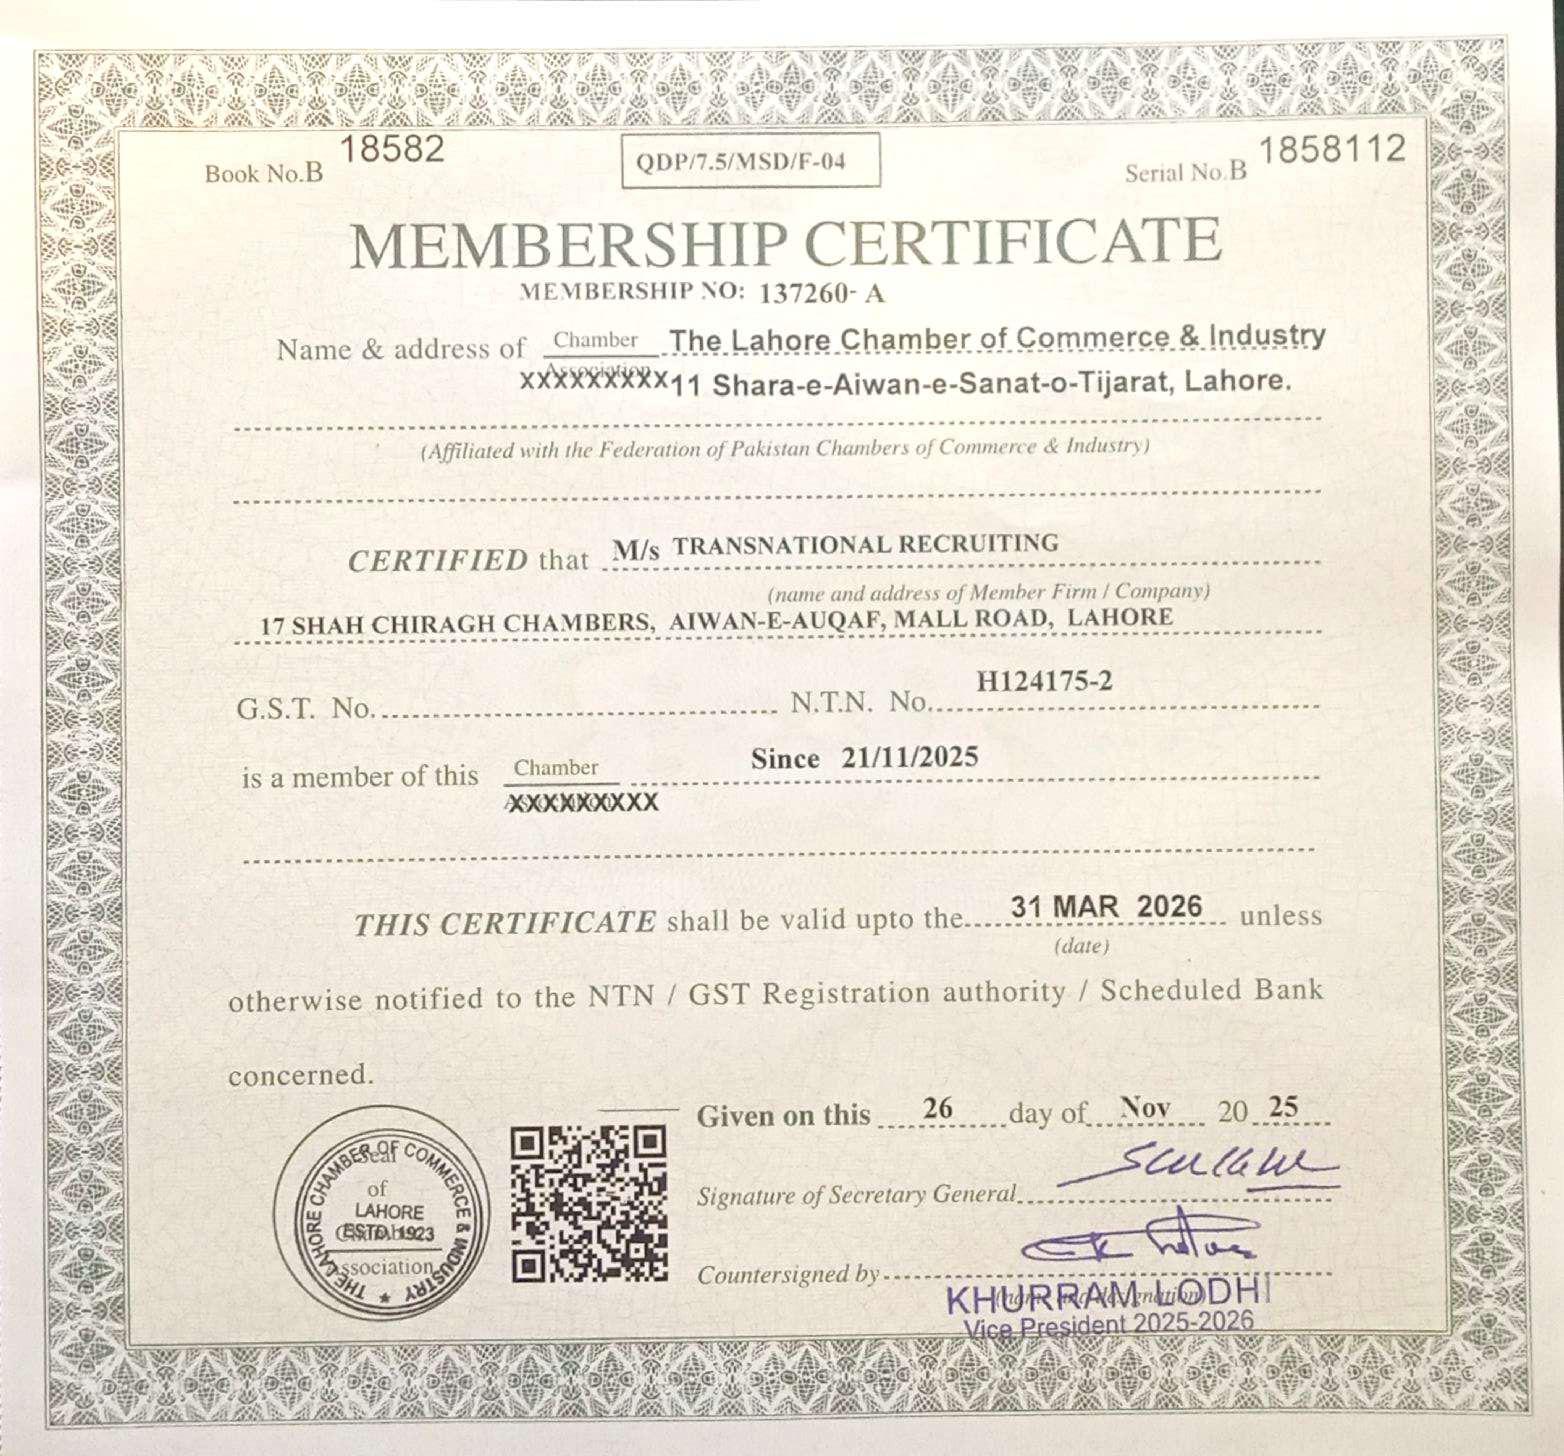 Book No.B 18582
QDP/7.5/MSD/F-04
Serial No.B 1858112
MEMBERSHIP CERTIFICATE
MEMBERSHIP NO: 137260- A
Name & address of Chamber The Lahore Chamber of Commerce & Industry
Association
XXXXXXXXX 11 Shara-e-Aiwan-e-Sanat-o-Tijarat, Lahore.
(Affiliated with the Federation of Pakistan Chambers of Commerce & Industry)
CERTIFIED that M/s TRANSNATIONAL RECRUITING
(name and address of Member Firm / Company)
17 SHAH CHIRAGH CHAMBERS, AIWAN-E-AUQAF, MALL ROAD, LAHORE
G.S.T. No. N.T.N. No. H124175-2
is a member of this Chamber Since 21/11/2025
XXXXXXXXX
THIS CERTIFICATE shall be valid upto the 31 MAR 2026 unless
(date)
otherwise notified to the NTN / GST Registration authority / Scheduled Bank
concerned.
Given on this 26 day of Nov 20 25
Signature of Secretary General
Countersigned by
(name and designation)
KHURRAM LODHI
Vice President 2025-2026
THE LAHORE CHAMBER OF COMMERCE & INDUSTRY
Seal
of
LAHORE
ESTD. 1923
Association